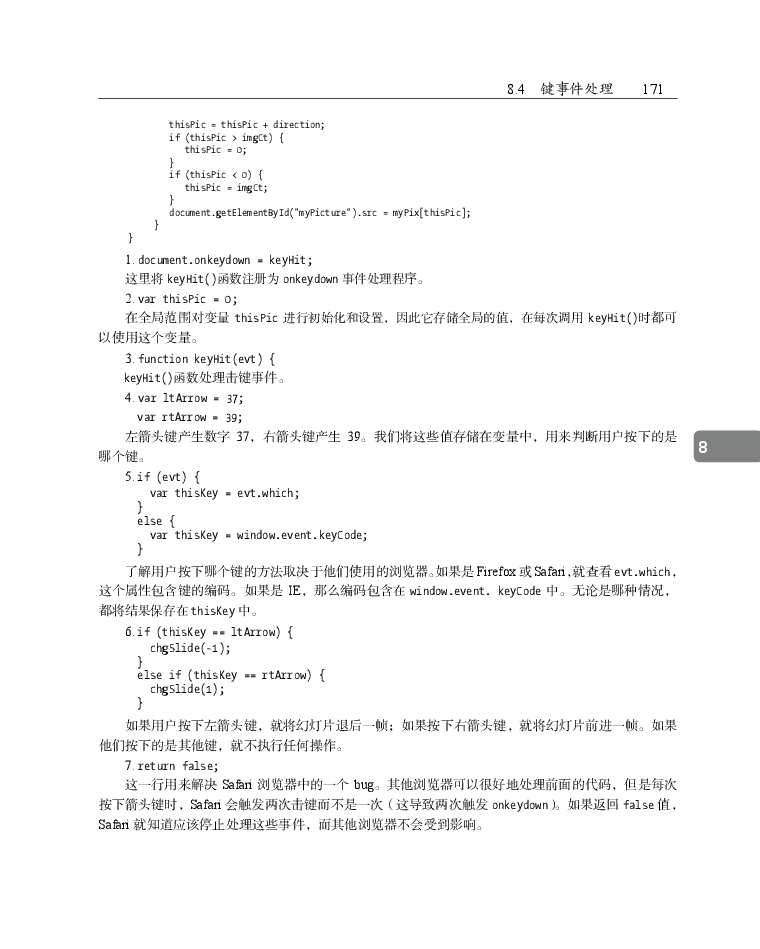 8.4 键事件处理 171
thisPic = thisPic + direction;
if (thisPic > imgCt) {
thisPic = 0;
}
if (thisPic < 0) {
thisPic = imgCt;
}
document.getElementById("myPicture").src = myPix[thisPic];
}
}
1. document.onkeydown = keyHit;
这里将 keyHit()函数注册为 onkeydown 事件处理程序。
2. var thisPic = 0;
在全局范围对变量 thisPic 进行初始化和设置，因此它存储全局的值，在每次调用 keyHit()时都可
以使用这个变量。
3. function keyHit(evt) {
keyHit()函数处理击键事件。
4. var ltArrow = 37;
var rtArrow = 39;
左箭头键产生数字 37，右箭头键产生 39。我们将这些值存储在变量中，用来判断用户按下的是
哪个键。
8
5. if (evt) {
var thisKey = evt.which;
}
else {
var thisKey = window.event.keyCode;
}
了解用户按下哪个键的方法取决于他们使用的浏览器。如果是 Firefox 或 Safari，就查看 evt.which，
这个属性包含键的编码。如果是 IE，那么编码包含在 window.event. keyCode 中。无论是哪种情况，
都将结果保存在 thisKey 中。
6. if (thisKey == ltArrow) {
chgSlide(-1);
}
else if (thisKey == rtArrow) {
chgSlide(1);
}
如果用户按下左箭头键，就将幻灯片退后一帧；如果按下右箭头键，就将幻灯片前进一帧。如果
他们按下的是其他键，就不执行任何操作。
7. return false;
这一行用来解决 Safari 浏览器中的一个 bug。其他浏览器可以很好地处理前面的代码，但是每次
按下箭头键时，Safari 会触发两次击键而不是一次（这导致两次触发 onkeydown）。如果返回 false 值，
Safari 就知道应该停止处理这些事件，而其他浏览器不会受到影响。